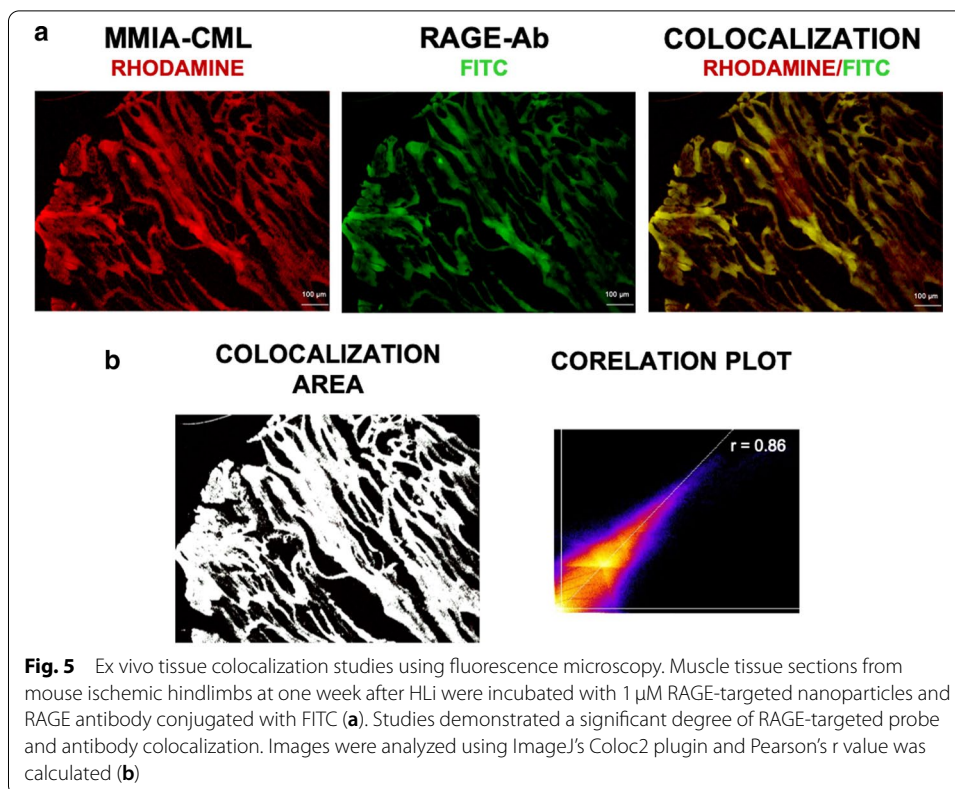 a
MMIA-CML
RHODAMINE
RAGE-Ab
FITC
COLOCALIZATION
RHODAMINE/FITC
100 µm
100 µm
100 µm
b
COLOCALIZATION
AREA
CORELATION PLOT
r = 0.86
Fig. 5 Ex vivo tissue colocalization studies using fluorescence microscopy. Muscle tissue sections from
mouse ischemic hindlimbs at one week after HLi were incubated with 1 µM RAGE-targeted nanoparticles and
RAGE antibody conjugated with FITC (a). Studies demonstrated a significant degree of RAGE-targeted probe
and antibody colocalization. Images were analyzed using ImageJ's Coloc2 plugin and Pearson's r value was
calculated (b)